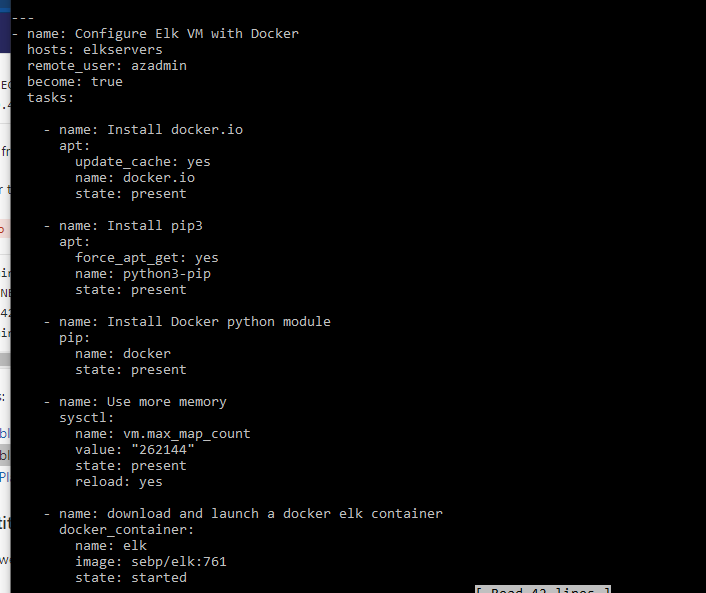 ---
- name: Configure Elk VM with Docker
  hosts: elkservers
  remote_user: azadmin
  become: true
  tasks:

    - name: Install docker.io
      apt:
        update_cache: yes
        name: docker.io
        state: present

    - name: Install pip3
      apt:
        force_apt_get: yes
        name: python3-pip
        state: present

    - name: Install Docker python module
      pip:
        name: docker
        state: present

    - name: Use more memory
      sysctl:
        name: vm.max_map_count
        value: "262144"
        state: present
        reload: yes

    - name: download and launch a docker elk container
      docker_container:
        name: elk
        image: sebp/elk:761
        state: started
[ Read 42 lines ]